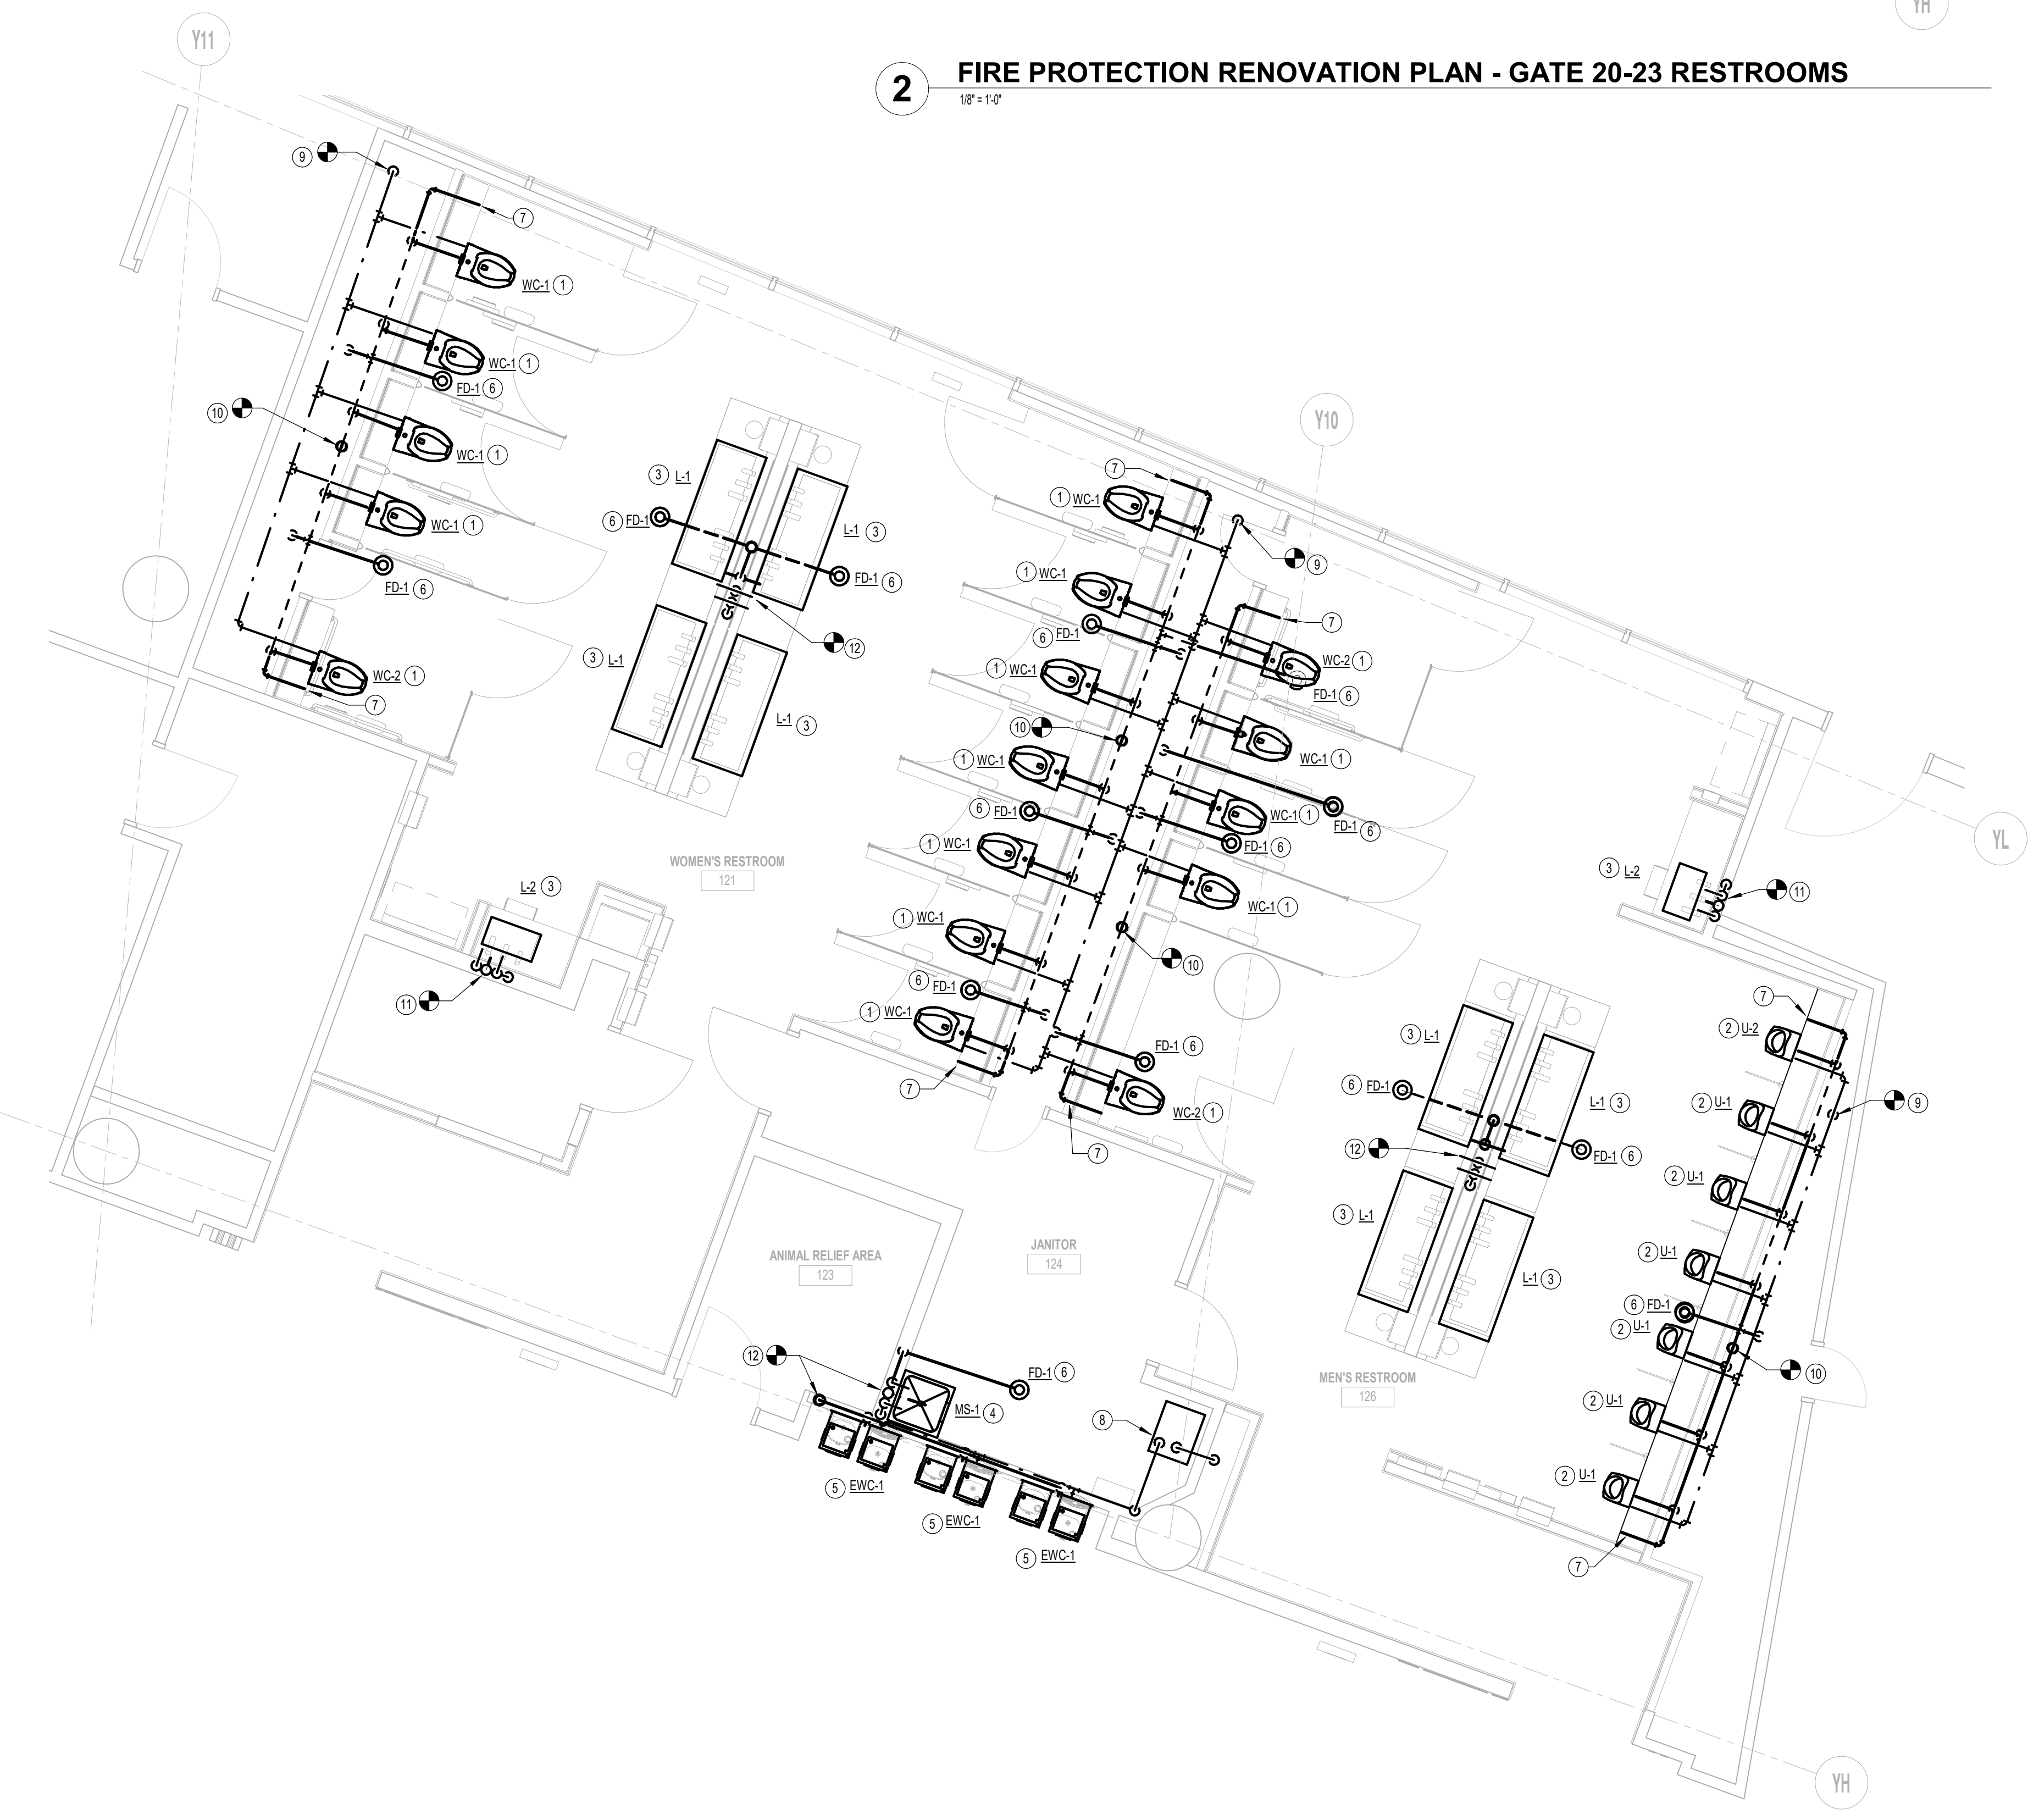 YH
Y11
2
FIRE PROTECTION RENOVATION PLAN - GATE 20-23 RESTROOMS
1/8" = 1'-0"
9
7
WC-1 1
WC-1 1
FD-1 6
10
WC-1 1
WC-1 1
FD-1 6
WC-2 1
7
3 L-1
6 FD-1
L-1 3
FD-1 6
12
3 L-1
L-1 3
Y10
7
1 WC-1
9
1 WC-1
7
6 FD-1
WC-2 1
1 WC-1
FD-1 6
10
WC-1 1
1 WC-1
6 FD-1
WC-1 1
FD-1 6
FD-1 6
1 WC-1
WC-1 1
1 WC-1
10
6 FD-1
1 WC-1
FD-1 6
7
WC-2 1
7
YL
WOMEN'S RESTROOM
121
L-2 3
11
3 L-2
11
7
2 U-2
3 L-1
6 FD-1
L-1 3
2 U-1
9
12
FD-1 6
2 U-1
3 L-1
2 U-1
L-1 3
6 FD-1
2 U-1
10
2 U-1
2 U-1
7
ANIMAL RELIEF AREA
123
JANITOR
124
MEN'S RESTROOM
126
12
FD-1 6
MS-1 4
8
5 EWC-1
5 EWC-1
5 EWC-1
YH